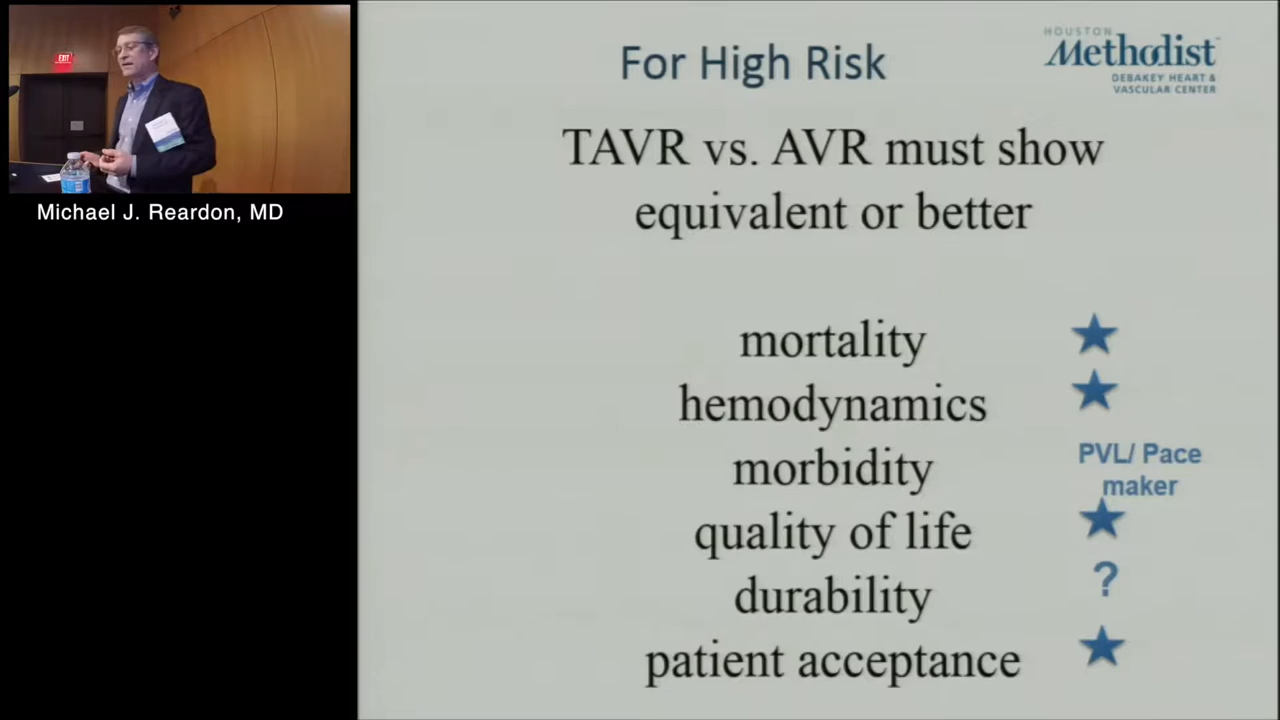 EXIT
Michael J. Reardon, MD
For High Risk
HOUSTON
Methodist
DEBAKEY HEART &
VASCULAR CENTER
TAVR vs. AVR must show
equivalent or better
mortality
hemodynamics
morbidity
PVL/ Pace
maker
quality of life
durability
?
patient acceptance